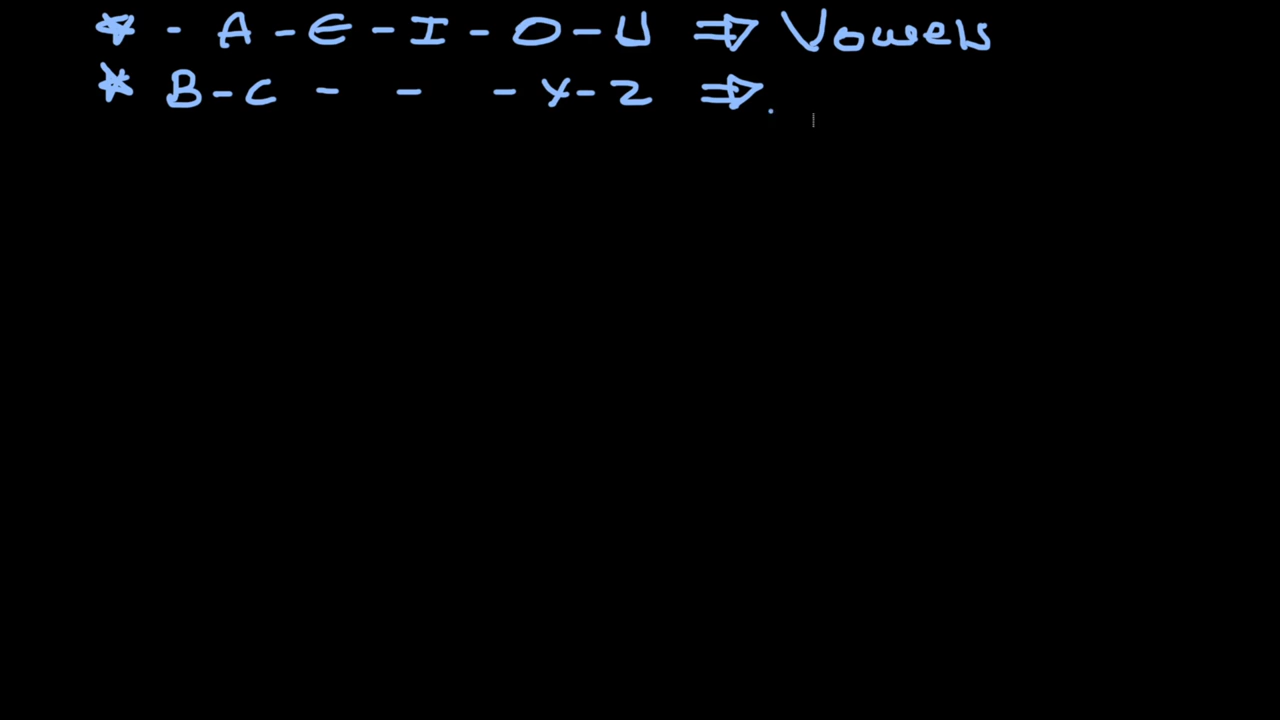 * - A - E - I - O - U ⇒ Vowels
* B - C - - - Y - Z ⇒